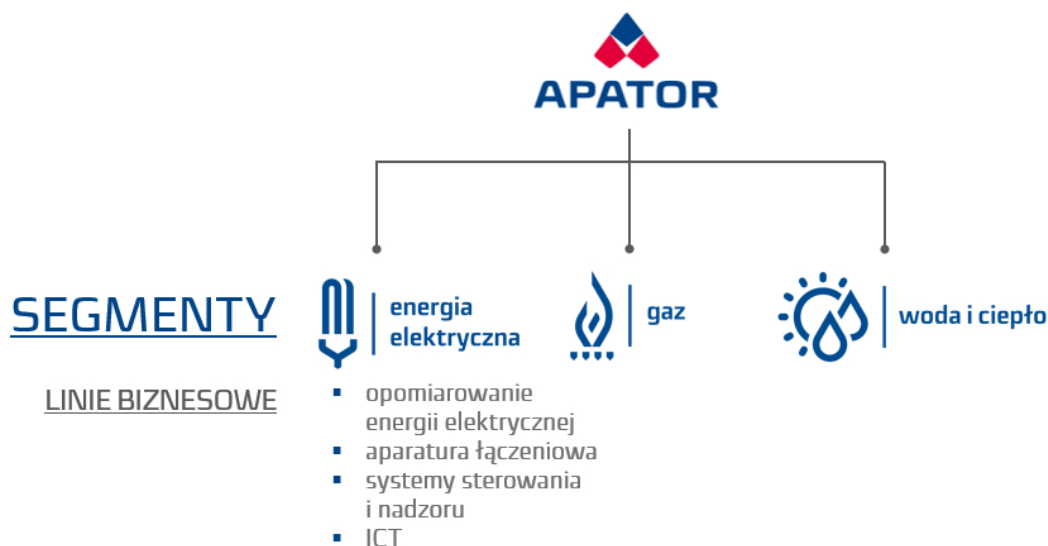 APATOR
SEGMENTY
energia
elektryczna
gaz
woda i ciepło
LINIE BIZNESOWE
▪ opomiarowanie
energii elektrycznej
▪ aparatura łączeniowa
▪ systemy sterowania
i nadzoru
▪ ICT